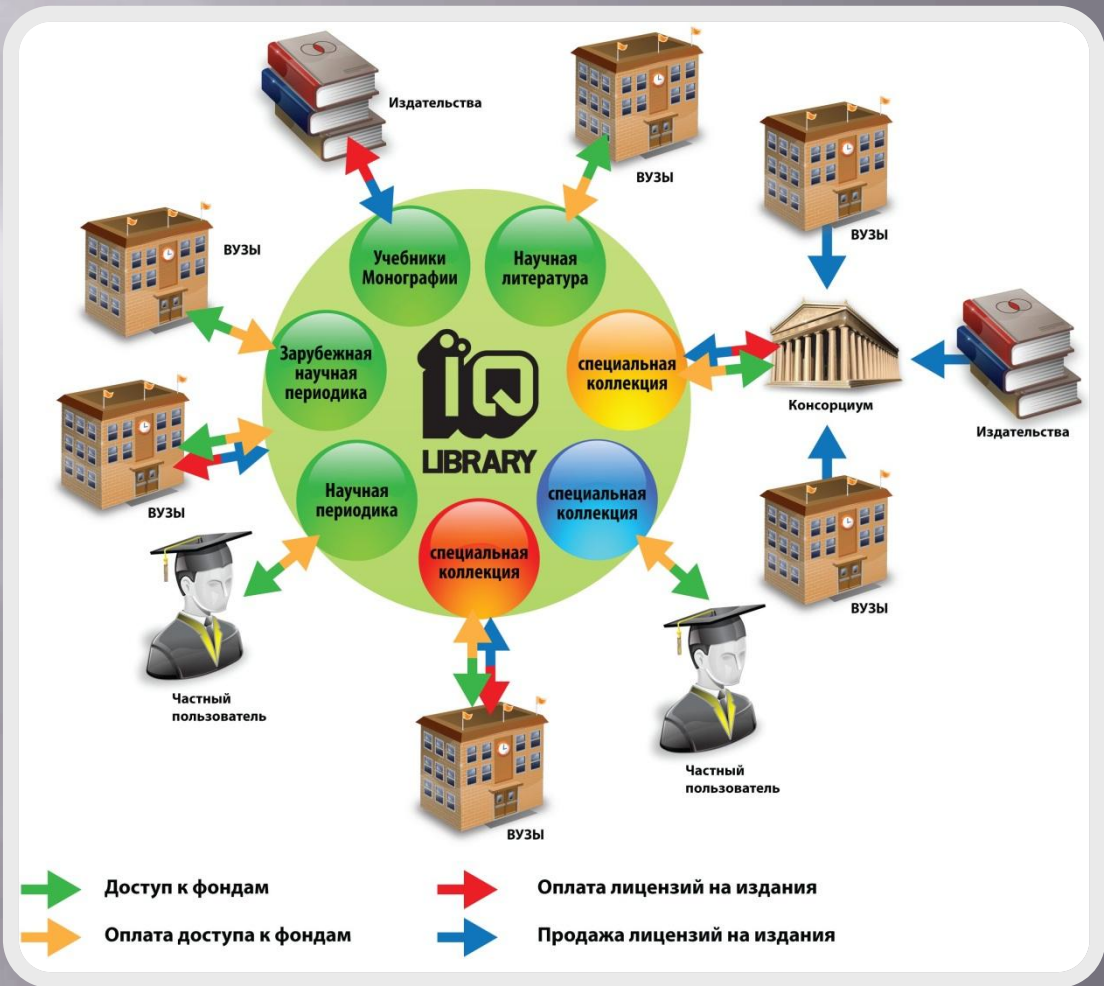 Издательства
ВУЗЫ
ВУЗЫ
ВУЗЫ
Учебники
Монографии
Научная
литература
Зарубежная
научная
периодика
специальная
коллекция
Консорциум
Издательства
iQ
LIBRARY
ВУЗЫ
Научная
периодика
специальная
коллекция
специальная
коллекция
ВУЗЫ
Частный
пользователь
Частный
пользователь
ВУЗЫ
Доступ к фондам
Оплата лицензий на издания
Оплата доступа к фондам
Продажа лицензий на издания